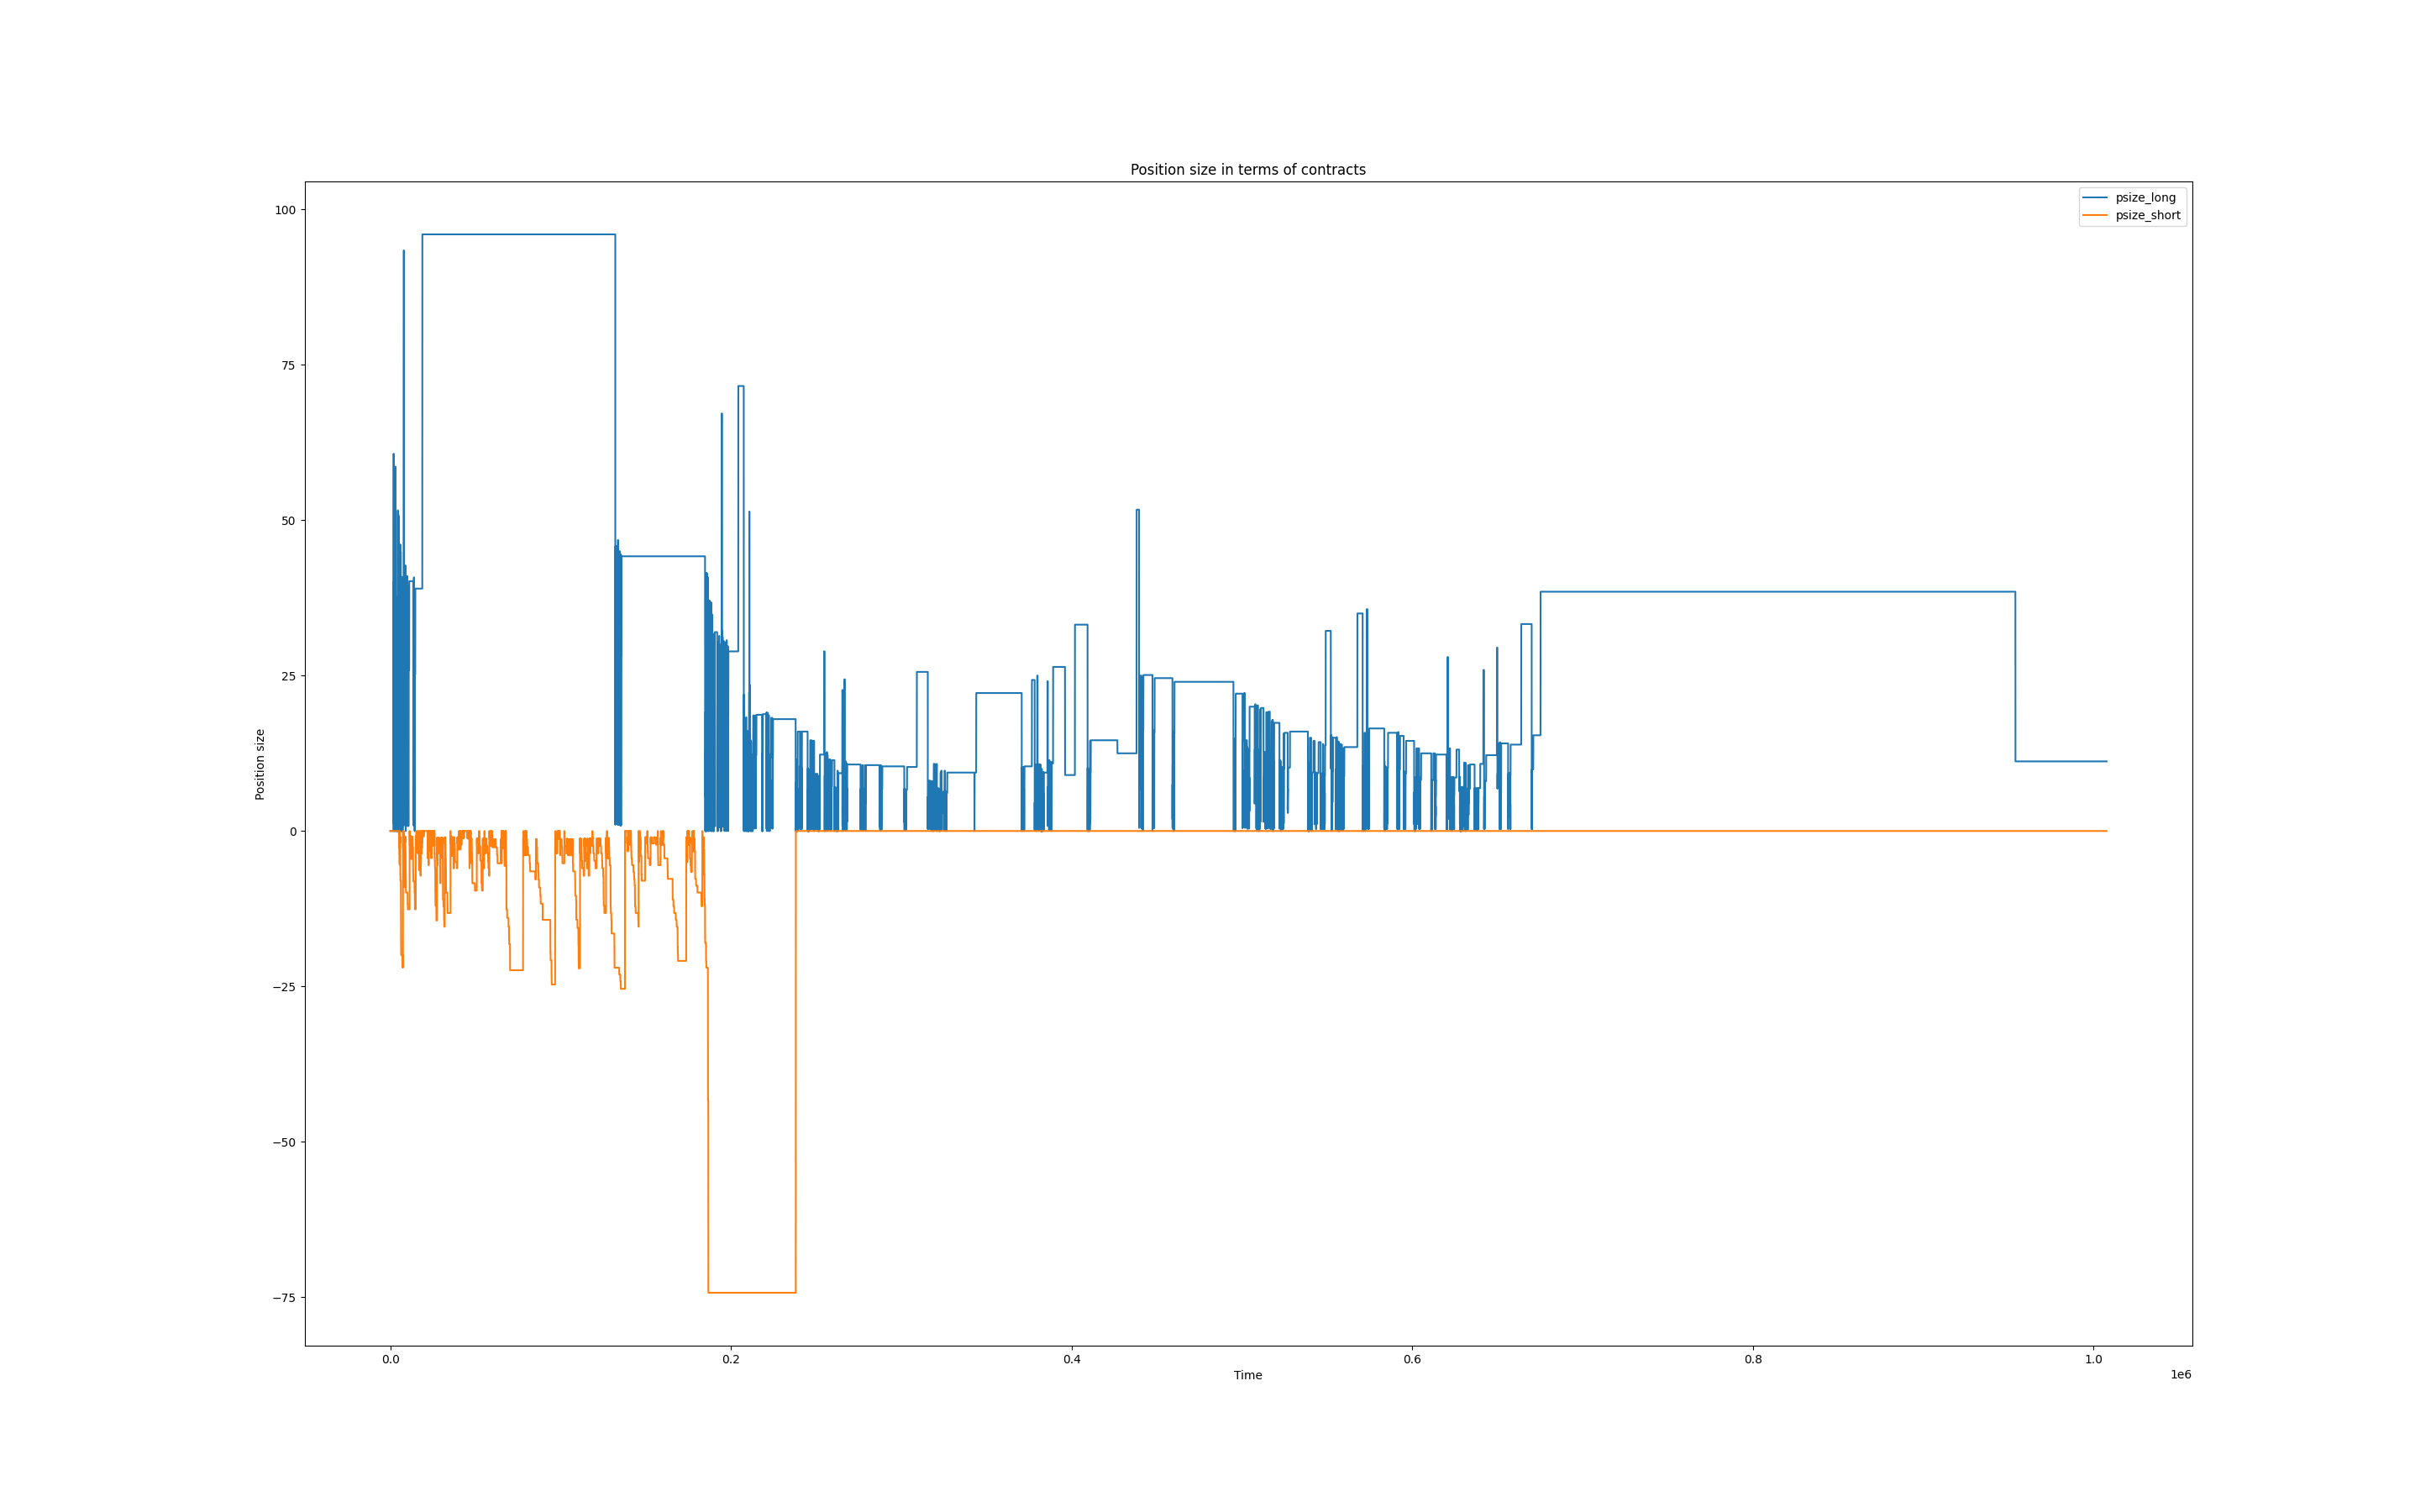 Position size in terms of contracts
psize_long
psize_short
100
75
50
25
0
−25
−50
−75
Position size
0.0
0.2
0.4
0.6
0.8
1.0
Time
1e6